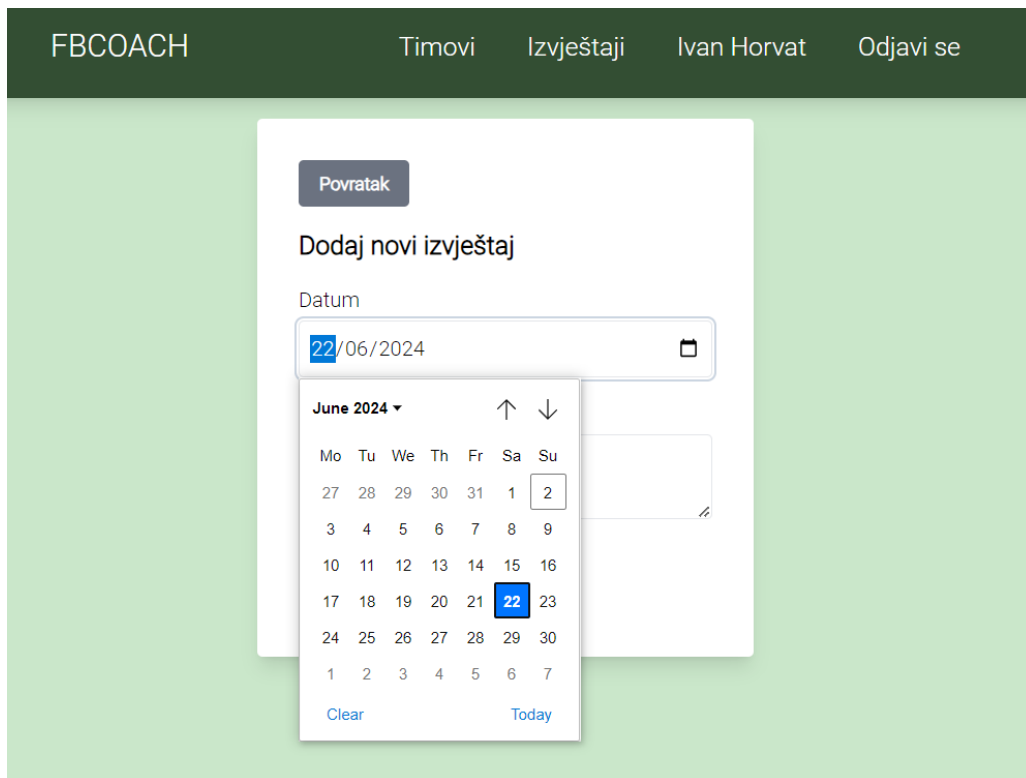 FBCOACH Timovi Izvještaji Ivan Horvat Odjavi se
Povratak
Dodaj novi izvještaj
Datum
22/06/2024
June 2024
Mo Tu We Th Fr Sa Su
27 28 29 30 31 1 2
3 4 5 6 7 8 9
10 11 12 13 14 15 16
17 18 19 20 21 22 23
24 25 26 27 28 29 30
1 2 3 4 5 6 7
Clear Today